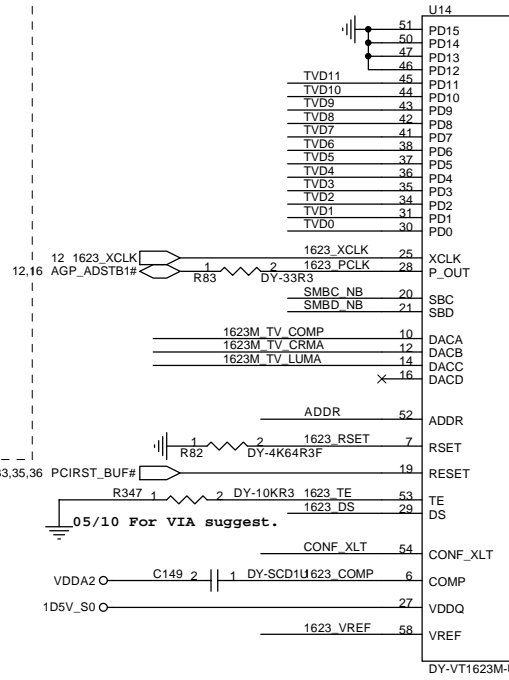 U14
51 PD15
50 PD14
47 PD13
46 PD12
TVD11 45 PD11
TVD10 44 PD10
TVD9 43 PD9
TVD8 42 PD8
TVD7 41 PD7
TVD6 38 PD6
TVD5 37 PD5
TVD4 36 PD4
TVD3 35 PD3
TVD2 34 PD2
TVD1 31 PD1
TVD0 30 PD0
12 1623_XCLK 1623_XCLK 25 XCLK
12,16 AGP_ADSTB1# 1 2 1623_PCLK 28 P_OUT
R83 DY-33R3
SMBC_NB 20 SBC
SMBD_NB 21 SBD
1623M_TV_COMP 10 DACA
1623M_TV_CRMA 12 DACB
1623M_TV_LUMA 14 DACC
16 DACD
ADDR 52 ADDR
1 2 1623_RSET 7 RSET
R82 DY-4K64R3F
33,35,36 PCIRST_BUF# 19 RESET
R347 1 2 DY-10KR3 1623_TE 53 TE
1623_DS 29 DS
05/10 For VIA suggest.
CONF_XLT 54 CONF_XLT
VDDA2 C149 2 1 DY-SCD1U 1623_COMP 6 COMP
1D5V_S0 27 VDDQ
1623_VREF 58 VREF